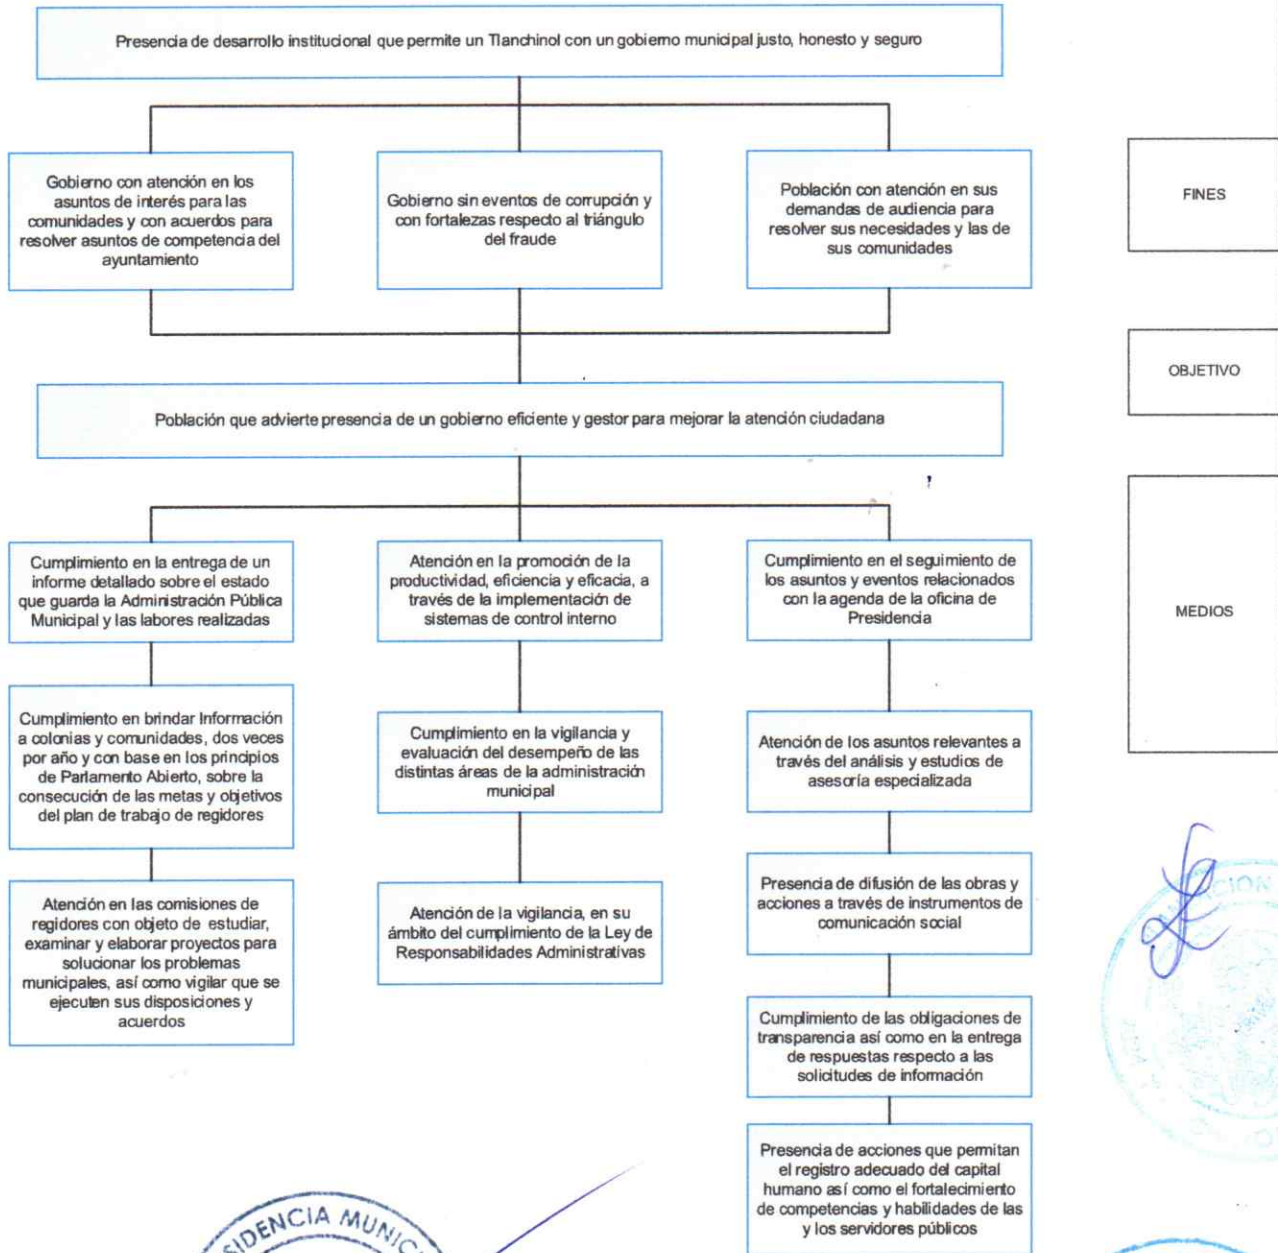 Presencia de desarrollo institucional que permite un Tlanchinol con un gobierno municipal justo, honesto y seguro
Gobierno con atención en los
asuntos de interés para las
comunidades y con acuerdos para
resolver asuntos de competencia del
ayuntamiento
Gobierno sin eventos de corrupción y
con fortalezas respecto al triángulo
del fraude
Población con atención en sus
demandas de audiencia para
resolver sus necesidades y las de
sus comunidades
FINES
Población que advierte presencia de un gobierno eficiente y gestor para mejorar la atención ciudadana
OBJETIVO
Cumplimiento en la entrega de un
informe detallado sobre el estado
que guarda la Administración Pública
Municipal y las labores realizadas
Cumplimiento en brindar Información
a colonias y comunidades, dos veces
por año y con base en los principios
de Parlamento Abierto, sobre la
consecución de las metas y objetivos
del plan de trabajo de regidores
Atención en las comisiones de
regidores con objeto de estudiar,
examinar y elaborar proyectos para
solucionar los problemas
municipales, así como vigilar que se
ejecuten sus disposiciones y
acuerdos
Atención en la promoción de la
productividad, eficiencia y eficacia, a
través de la implementación de
sistemas de control interno
Cumplimiento en la vigilancia y
evaluación del desempeño de las
distintas áreas de la administración
municipal
Atención de la vigilancia, en su
ámbito del cumplimiento de la Ley de
Responsabilidades Administrativas
Cumplimiento en el seguimiento de
los asuntos y eventos relacionados
con la agenda de la oficina de
Presidencia
Atención de los asuntos relevantes a
través del análisis y estudios de
asesoría especializada
Presencia de difusión de las obras y
acciones a través de instrumentos de
comunicación social
Cumplimiento de las obligaciones de
transparencia así como en la entrega
de respuestas respecto a las
solicitudes de información
Presencia de acciones que permitan
el registro adecuado del capital
humano así como el fortalecimiento
de competencias y habilidades de las
y los servidores públicos
MEDIOS
SIDENCIA MUNIC